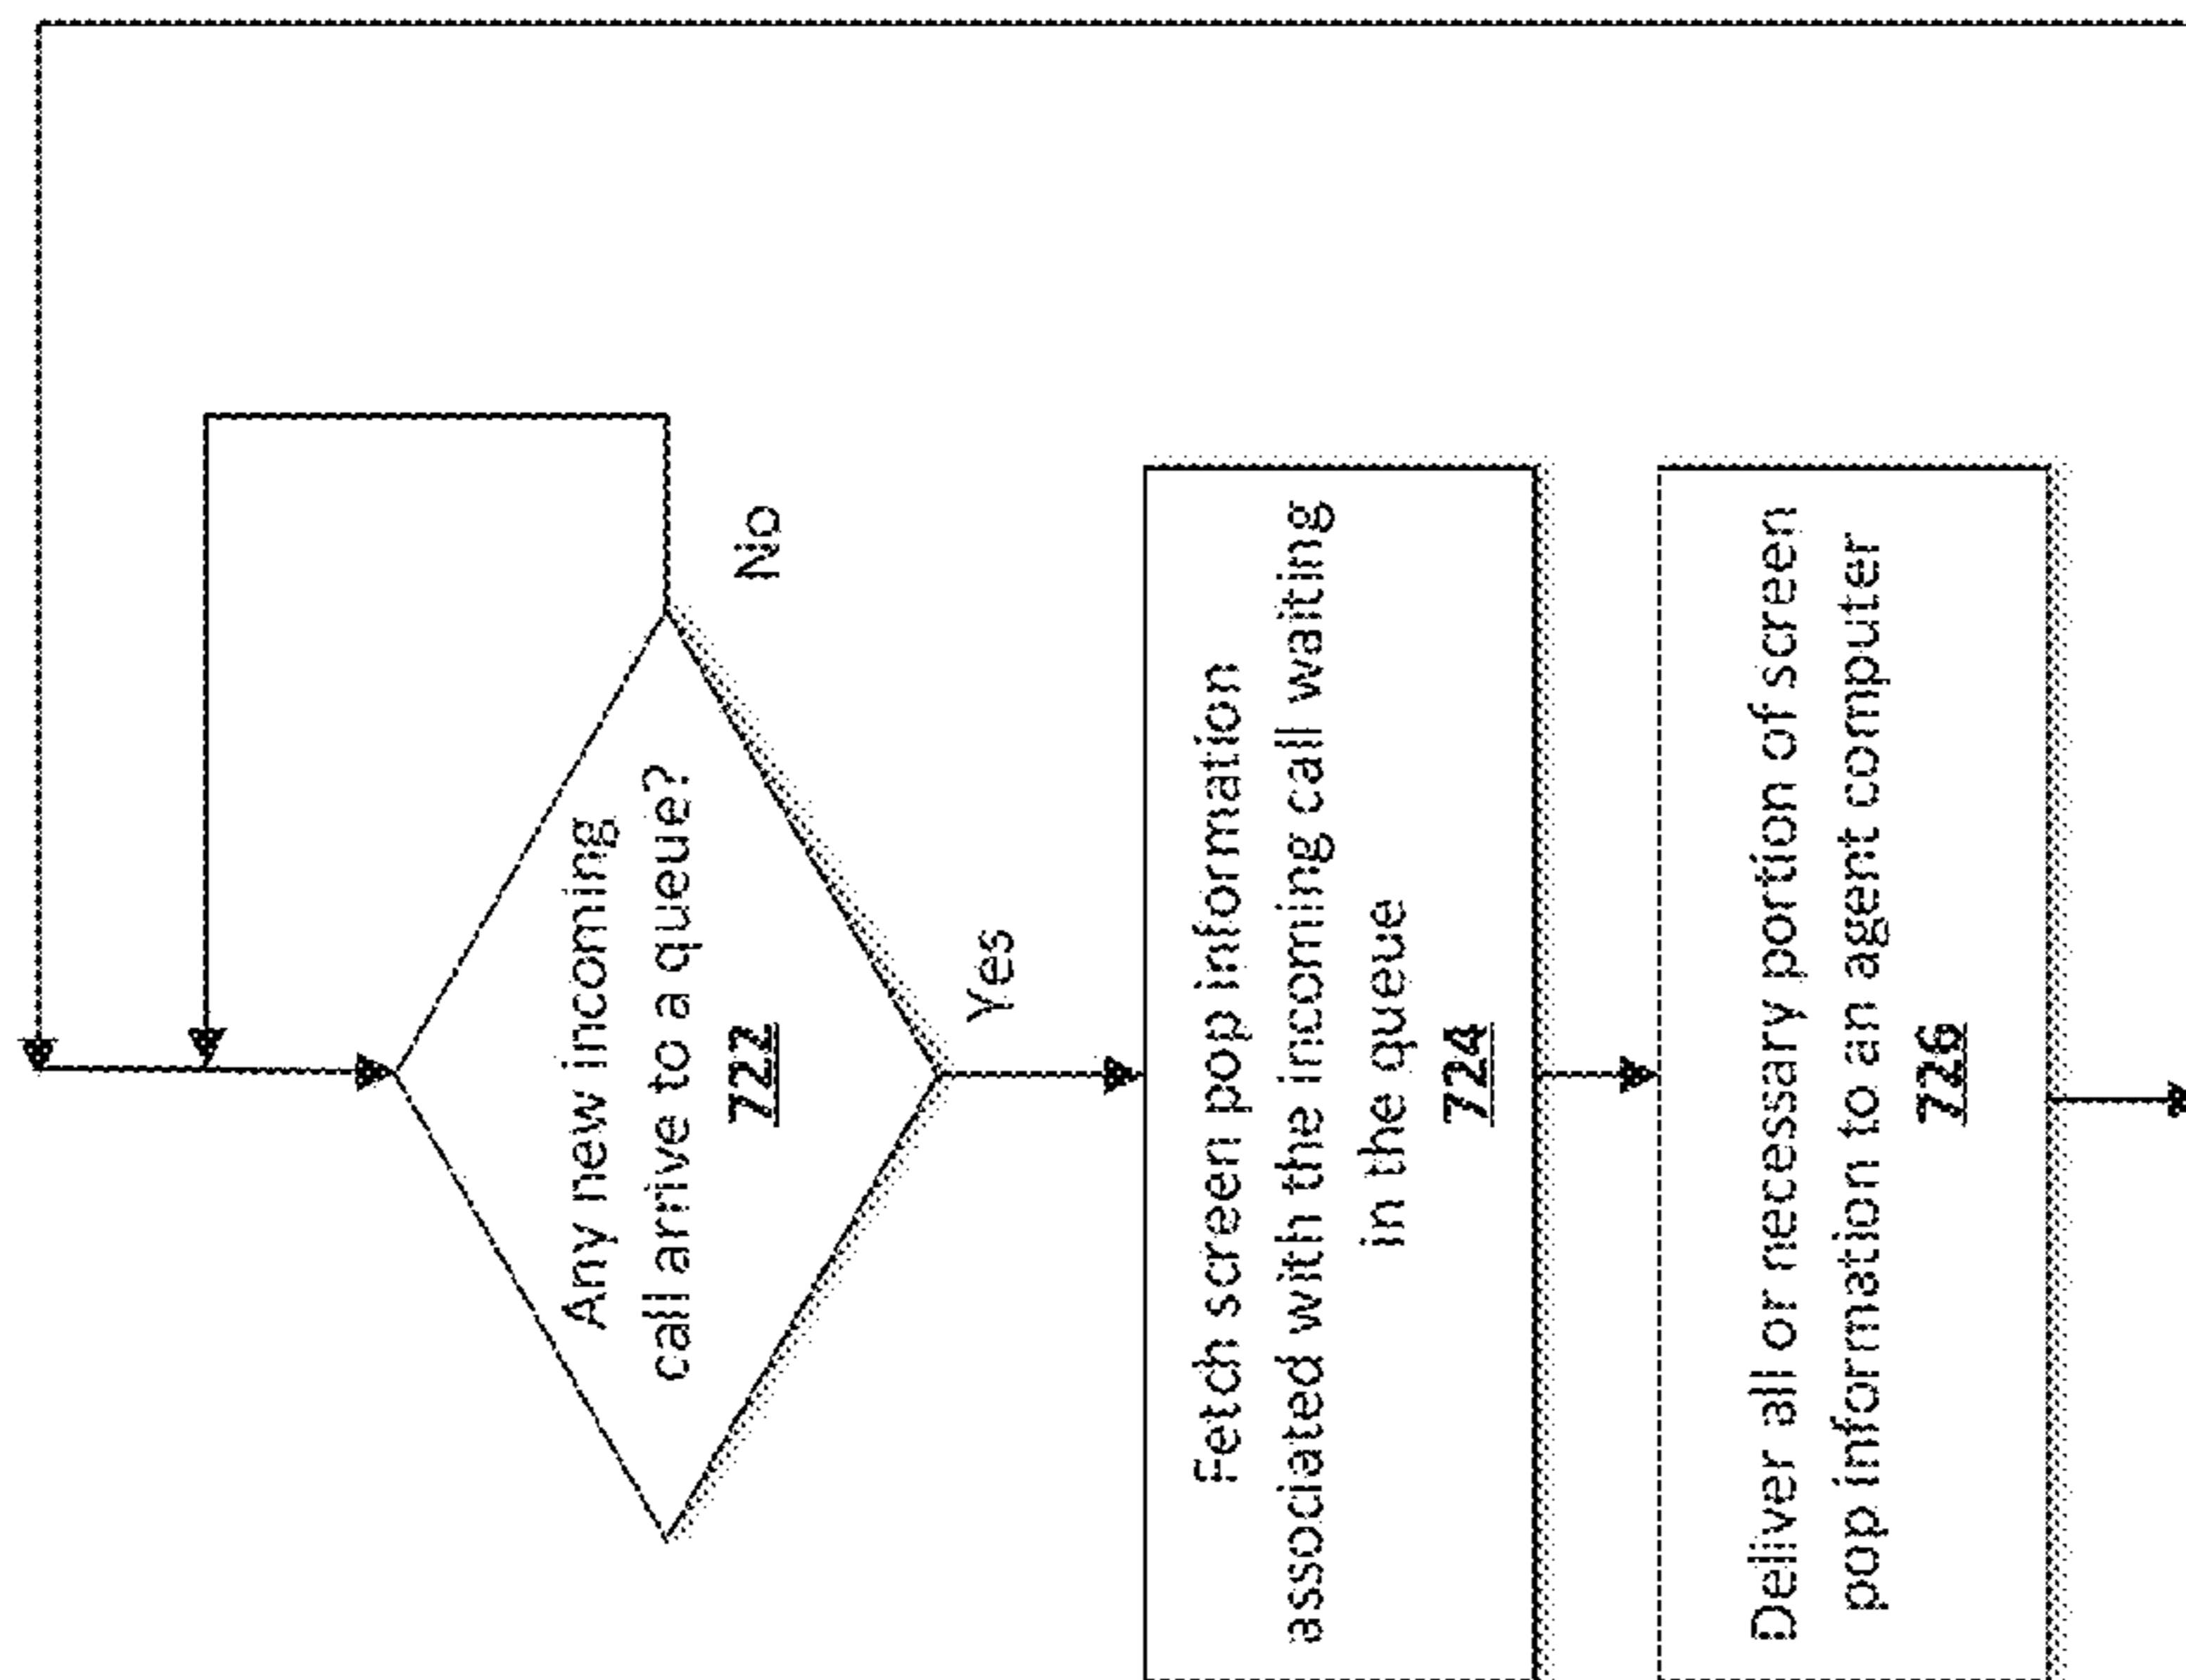 Any new incoming
call arrive to a queue?
722
No
Yes
Fetch screen pop information
associated with the incoming call waiting
in the queue
724
Deliver all or necessary portion of screen
pop information to an agent computer
726